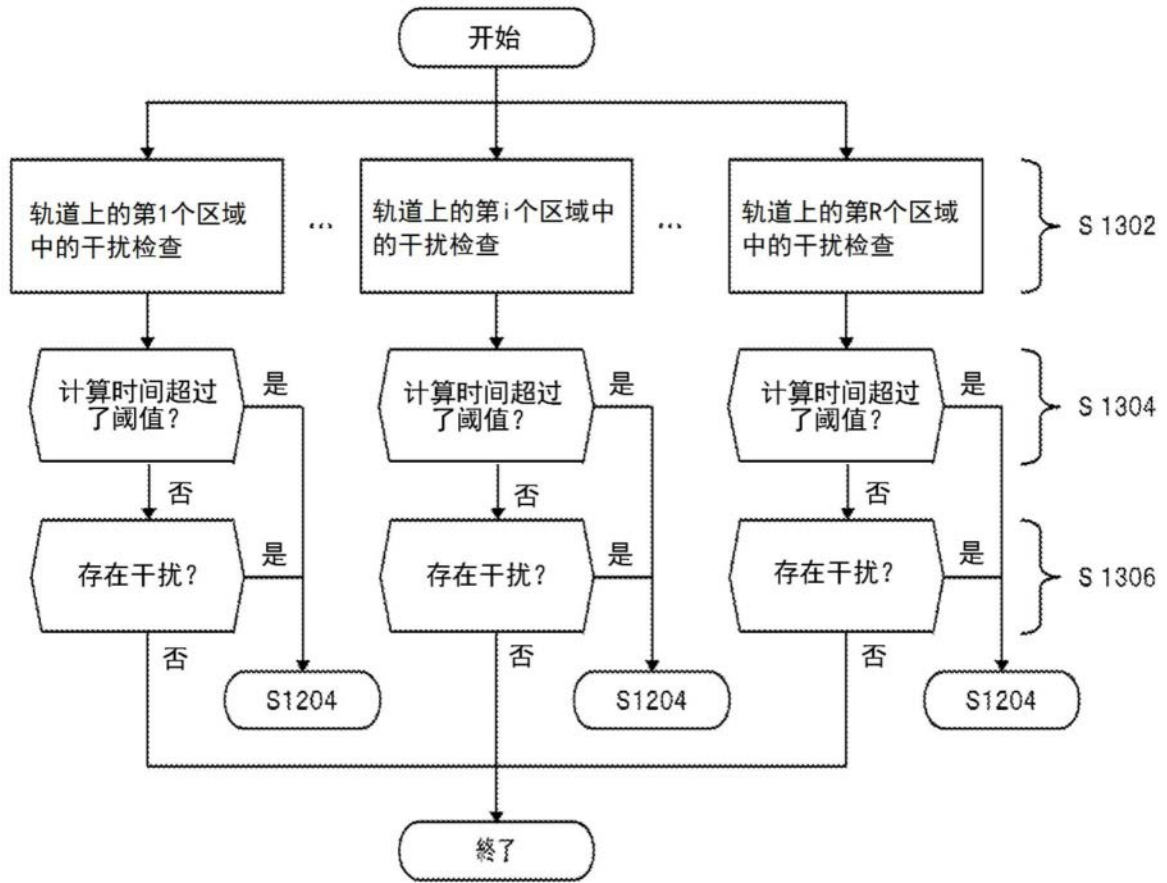 开始
轨道上的第1个区域
中的干扰检查
…
轨道上的第i个区域中
的干扰检查
…
轨道上的第R个区域
中的干扰检查
S 1302
计算时间超过
了阈值?
是
计算时间超过
了阈值?
是
计算时间超过
了阈值?
是
S 1304
否
否
否
存在干扰?
是
存在干扰?
是
存在干扰?
是
S 1306
否
否
否
S1204
S1204
S1204
終了